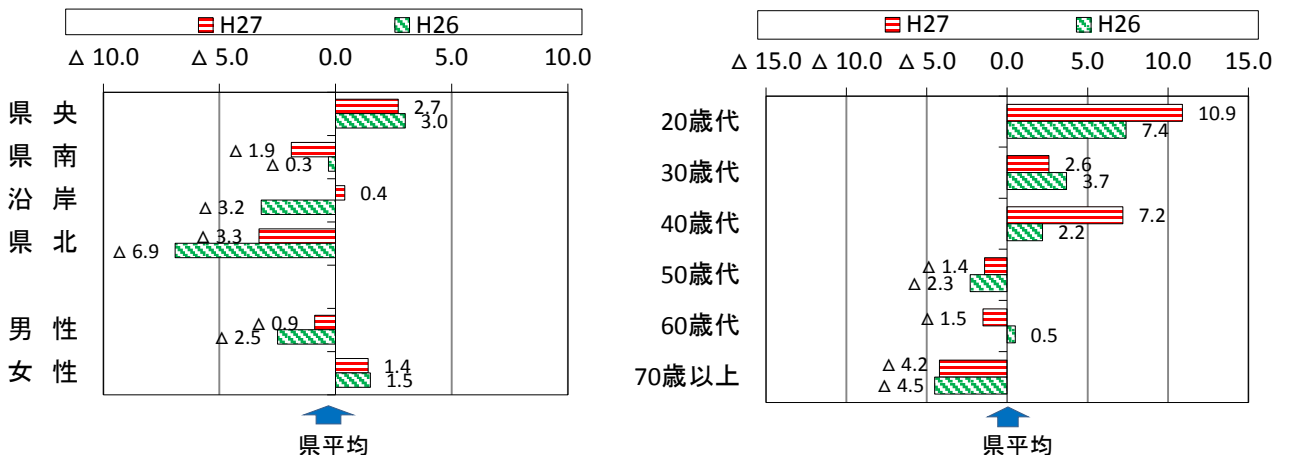 H27 H26
△ 10.0 △ 5.0 0.0 5.0 10.0
県 央 2.7
3.0
県 南 △ 1.9
△ 0.3
沿 岸 0.4
△ 3.2
県 北 △ 3.3
△ 6.9
男 性 △ 0.9
△ 2.5
女 性 1.4
1.5
県平均
H27 H26
△ 15.0 △ 10.0 △ 5.0 0.0 5.0 10.0 15.0
20歳代 10.9
7.4
30歳代 2.6
3.7
40歳代 7.2
2.2
50歳代 △ 1.4
△ 2.3
60歳代 △ 1.5
0.5
70歳以上 △ 4.2
△ 4.5
県平均